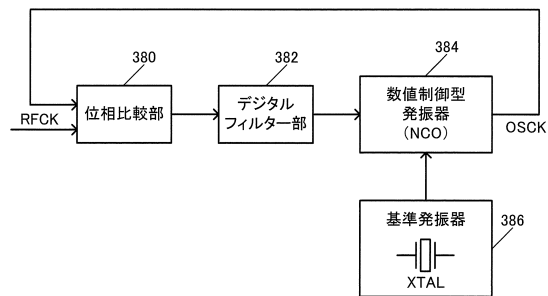 380
382
384
位相比較部
デジタル
フィルター部
数値制御型
発振器
(NCO)
RFCK
OSCK
基準発振器
386
XTAL